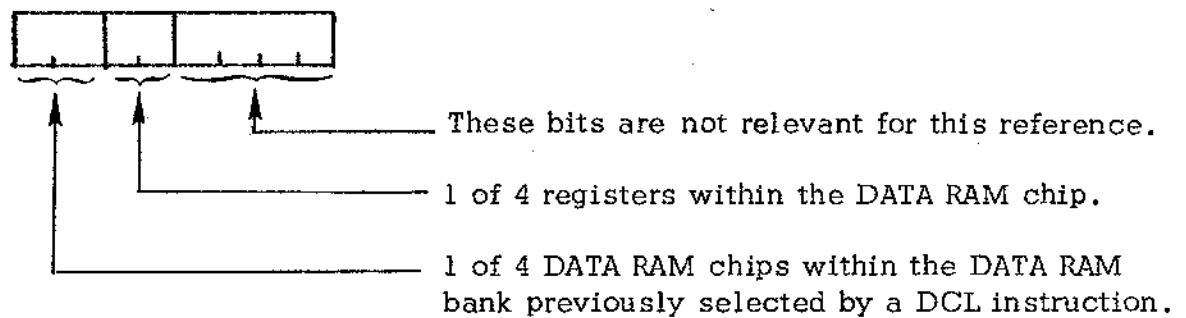 These bits are not relevant for this reference.
1 of 4 registers within the DATA RAM chip.
1 of 4 DATA RAM chips within the DATA RAM
bank previously selected by a DCL instruction.